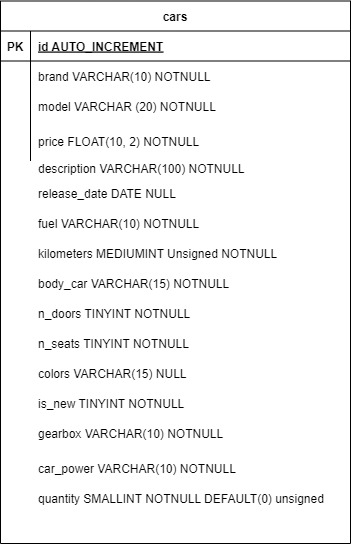 cars
PK id AUTO_INCREMENT
brand VARCHAR(10) NOTNULL
model VARCHAR (20) NOTNULL
price FLOAT(10, 2) NOTNULL
description VARCHAR(100) NOTNULL
release_date DATE NULL
fuel VARCHAR(10) NOTNULL
kilometers MEDIUMINT Unsigned NOTNULL
body_car VARCHAR(15) NOTNULL
n_doors TINYINT NOTNULL
n_seats TINYINT NOTNULL
colors VARCHAR(15) NULL
is_new TINYINT NOTNULL
gearbox VARCHAR(10) NOTNULL
car_power VARCHAR(10) NOTNULL
quantity SMALLINT NOTNULL DEFAULT(0) unsigned